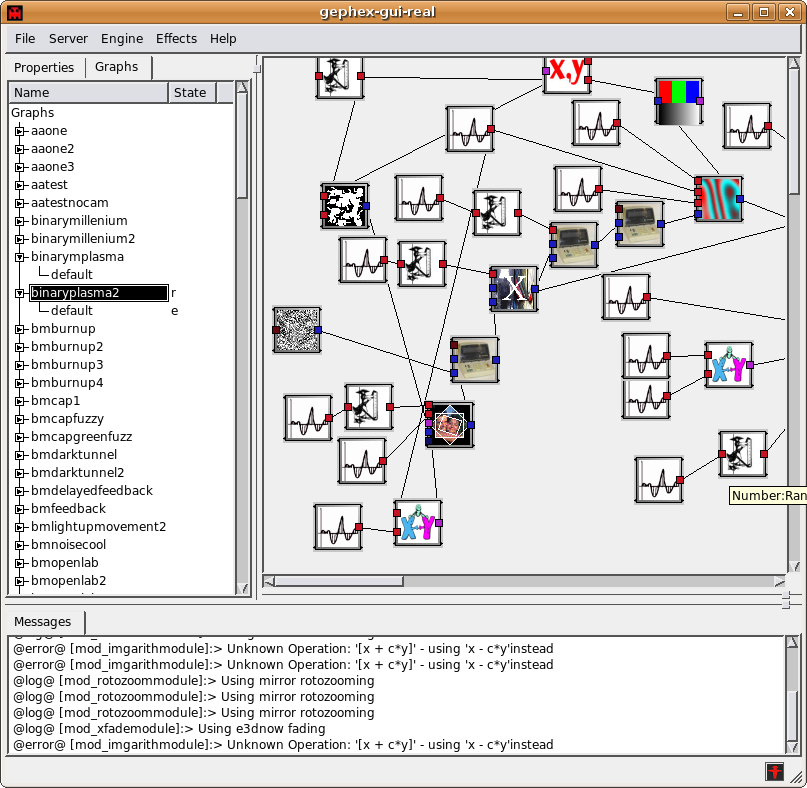 gephex-gui-real
File Server Engine Effects Help
Properties Graphs
Name State
Graphs
aaone
aaone2
aaone3
aatest
aatestnocam
binarymillenium
binarymillenium2
binarymplasma
default
binaryplasma2 r
default e
bmburnup
bmburnup2
bmburnup3
bmburnup4
bmcap1
bmcapfuzzy
bmcapgreenfuzz
bmdarktunnel
bmdarktunnel2
bmdelayedfeedback
bmfeedback
bmlightupmovement2
bmnoisecool
bmopenlab
bmopenlab2
x,y
X
X Y
X Y
Number:Ran
Messages
@error@ [mod_imgarithmodule]:> Unknown Operation: '[x + c*y]' - using 'x - c*y'instead
@error@ [mod_imgarithmodule]:> Unknown Operation: '[x + c*y]' - using 'x - c*y'instead
@log@ [mod_rotozoommodule]:> Using mirror rotozooming
@log@ [mod_rotozoommodule]:> Using mirror rotozooming
@log@ [mod_rotozoommodule]:> Using mirror rotozooming
@log@ [mod_xfademodule]:> Using e3dnow fading
@error@ [mod_imgarithmodule]:> Unknown Operation: '[x + c*y]' - using 'x - c*y'instead